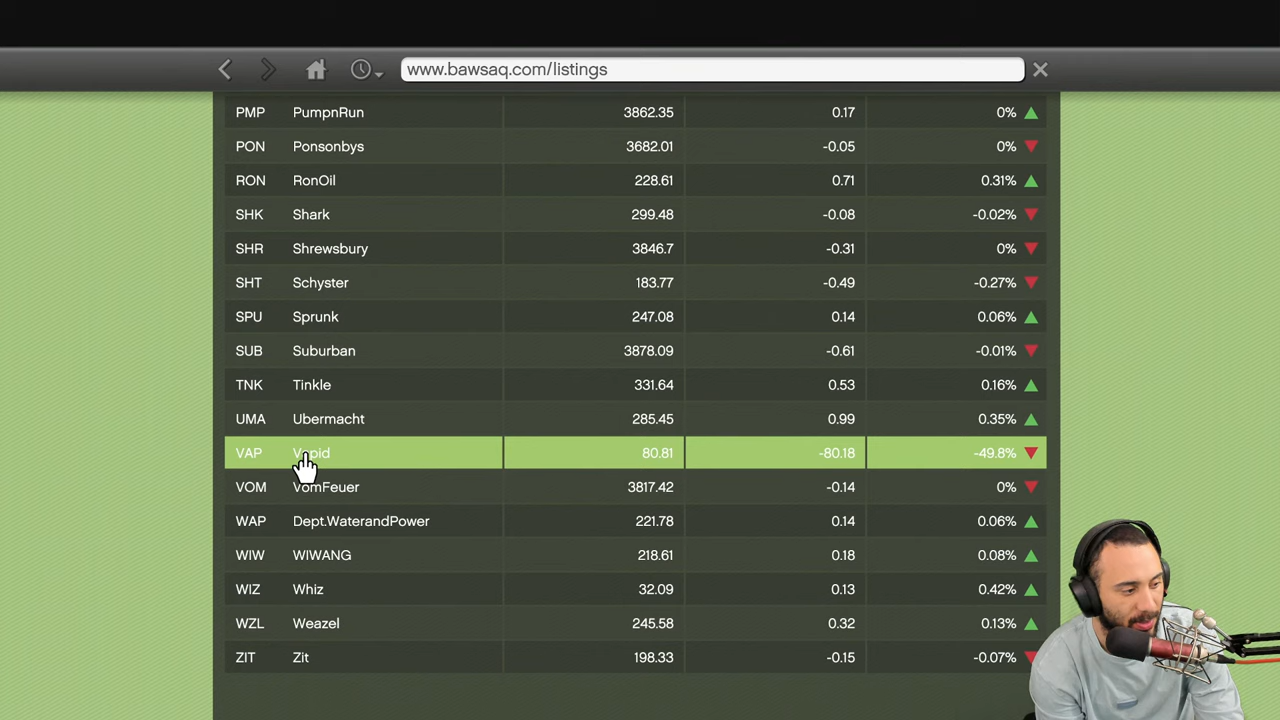 www.bawsaq.com/listings
PMP PumpnRun 3862.35 0.17 0%
PON Ponsonbys 3682.01 -0.05 0%
RON RonOil 228.61 0.71 0.31%
SHK Shark 299.48 -0.08 -0.02%
SHR Shrewsbury 3846.7 -0.31 0%
SHT Schyster 183.77 -0.49 -0.27%
SPU Sprunk 247.08 0.14 0.06%
SUB Suburban 3878.09 -0.61 -0.01%
TNK Tinkle 331.64 0.53 0.16%
UMA Ubermacht 285.45 0.99 0.35%
VAP Vapid 80.81 -80.18 -49.8%
VOM VomFeuer 3817.42 -0.14 0%
WAP Dept.WaterandPower 221.78 0.14 0.06%
WIW WIWANG 218.61 0.18 0.08%
WIZ Whiz 32.09 0.13 0.42%
WZL Weazel 245.58 0.32 0.13%
ZIT Zit 198.33 -0.15 -0.07%